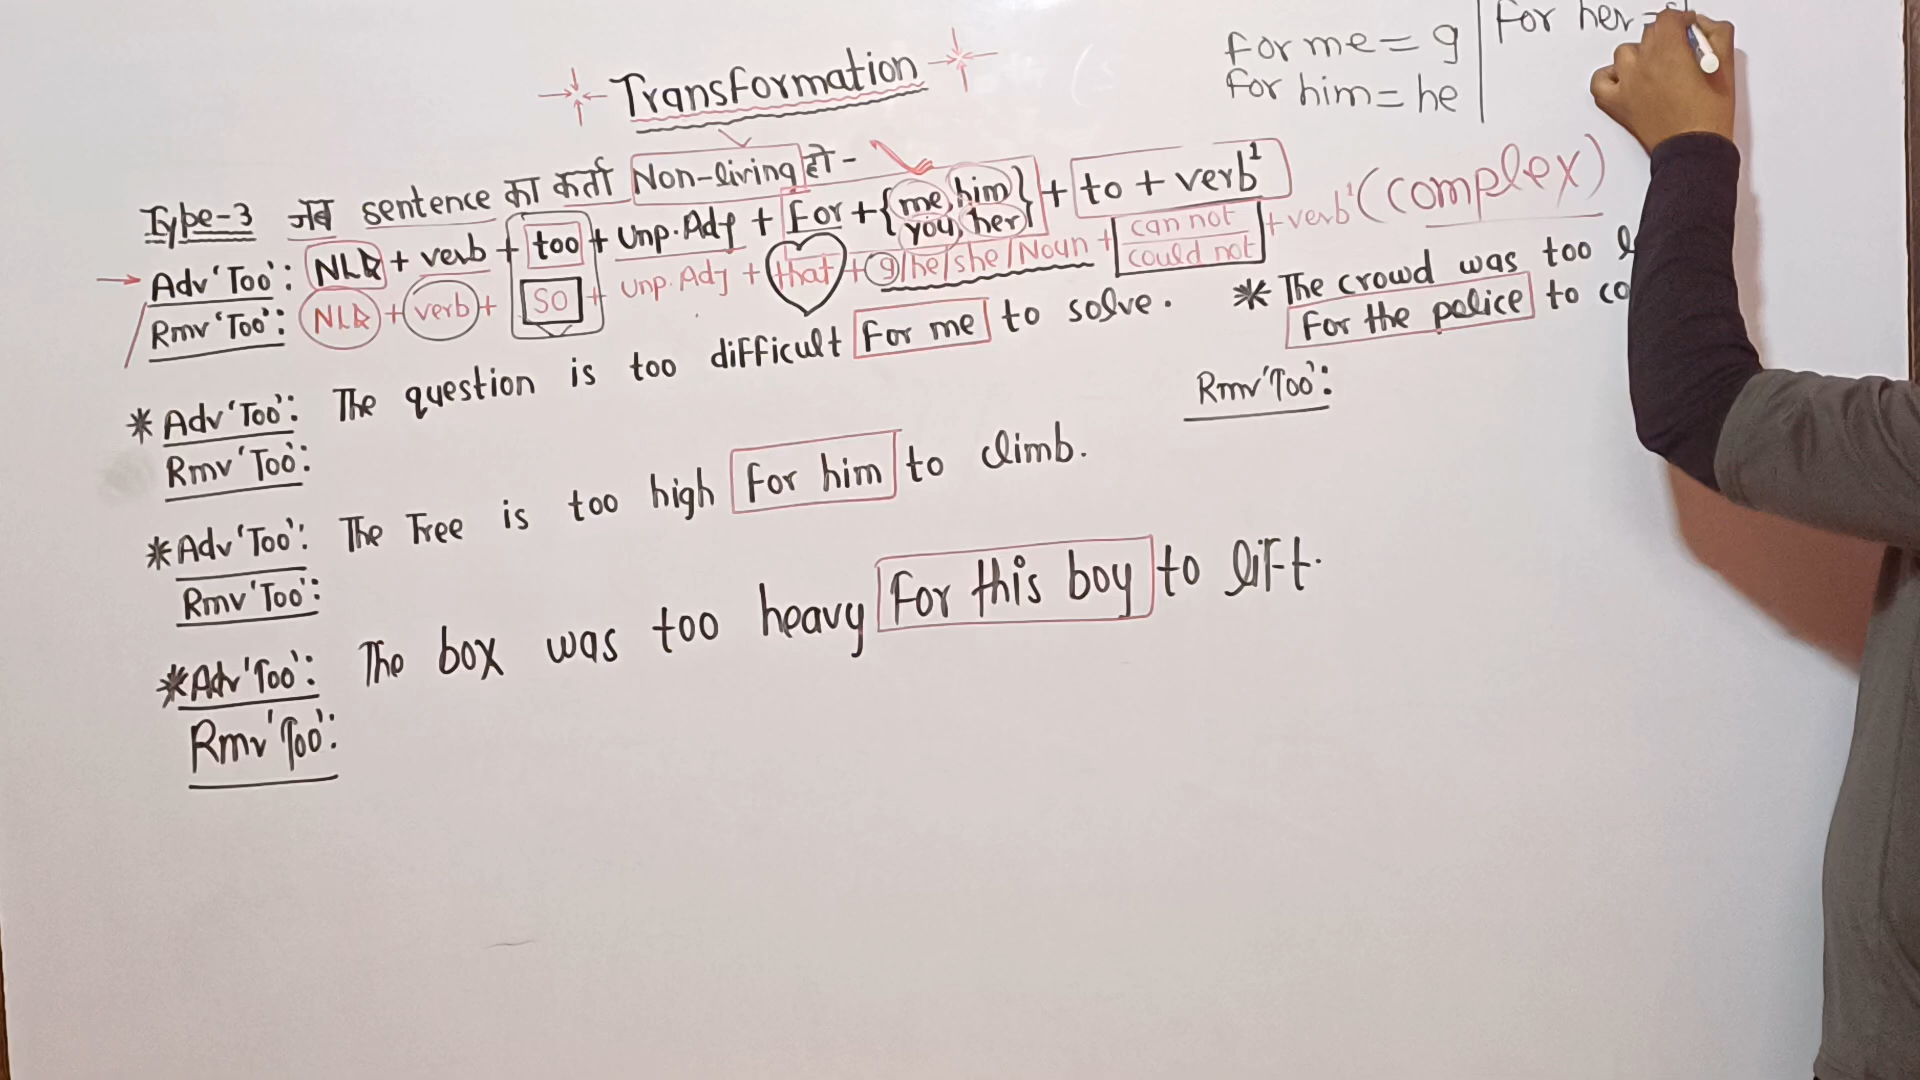 Transformation
for me = g
for him = he
for her =
Type-3 जब sentence का कर्ता Non-living हो-
Adv 'Too': NLS + verb + too + Unp. Adj + for + {me, him you, her} + to + verb¹
Rmv 'Too': NLS + verb + so + Unp. Adj + that + g/he/she/Noun + can not could not + verb¹ (complex)
* Adv 'Too': The question is too difficult for me to solve.
Rmv 'Too':
* Adv 'Too': The Tree is too high for him to climb.
Rmv 'Too':
* Adv 'Too': The box was too heavy for this boy to lift.
Rmv 'Too':
* The crowd was too
for the police to
Rmv 'Too':